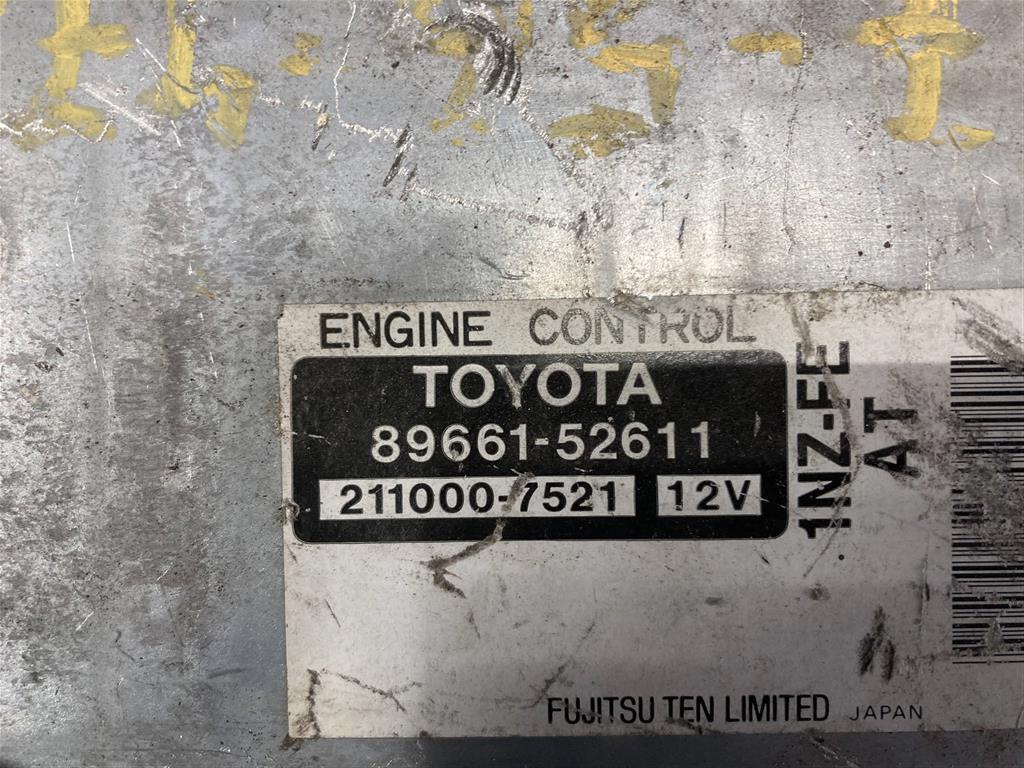 ENGINE CONTROL
TOYOTA
89661-52611
211000-7521 12V
1NZ-FE
AT
FUJITSU TEN LIMITED JAPAN